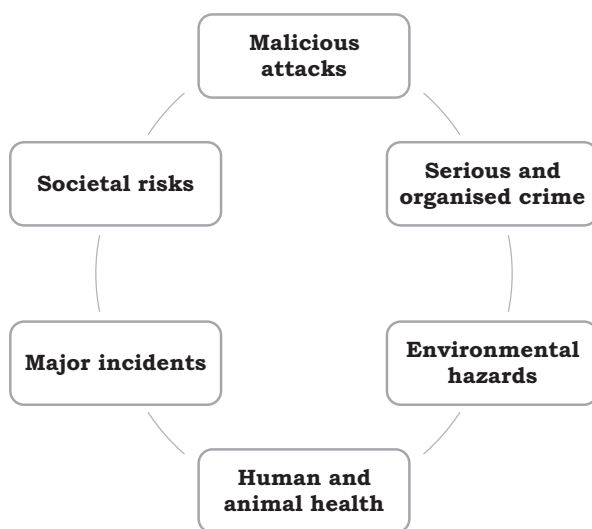 Malicious
attacks
Serious and
organised crime
Environmental
hazards
Human and
animal health
Major incidents
Societal risks